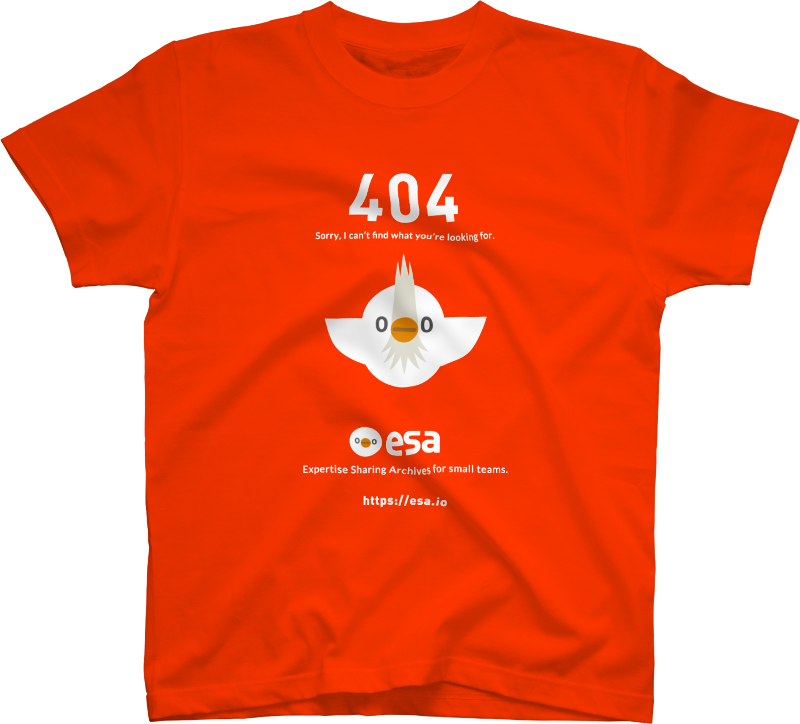 404
Sorry, I can't find what you're looking for.
esa
Expertise Sharing Archives for small teams.
https://esa.io